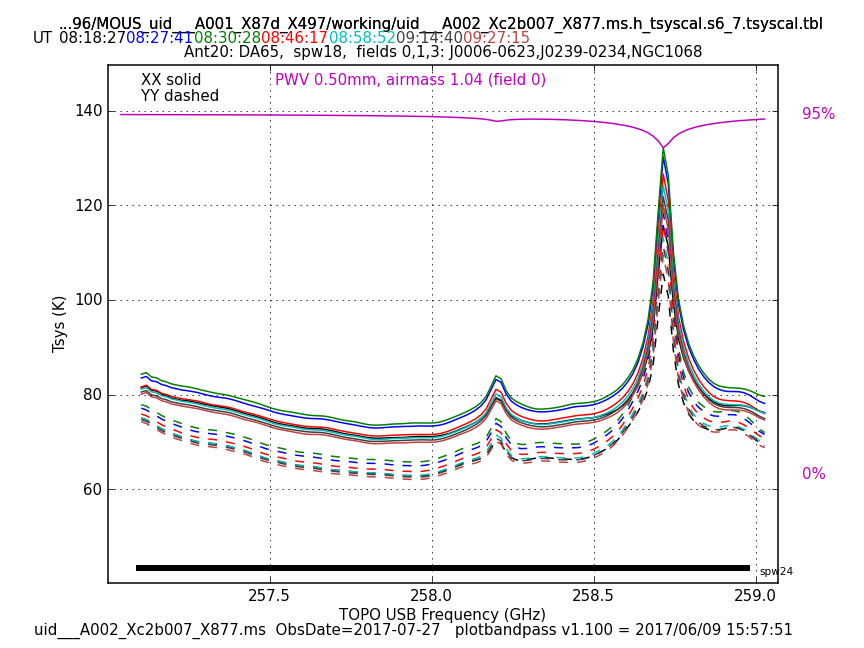 ...96/MOUS_uid___A001_X87d_X497/working/uid___A002_Xc2b007_X877.ms.h_tsyscal.s6_7.tsyscal.tbl
UT 08:18:27 08:27:41 08:30:28 08:46:17 08:58:52 09:14:40 09:27:15
Ant20: DA65, spw18, fields 0,1,3: J0006-0623,J0239-0234,NGC1068
XX solid
PWV 0.50mm, airmass 1.04 (field 0)
YY dashed
140
95%
120
100
Tsys (K)
80
60
0%
spw24
257.5 258.0 258.5 259.0
TOPO USB Frequency (GHz)
uid___A002_Xc2b007_X877.ms ObsDate=2017-07-27 plotbandpass v1.100 = 2017/06/09 15:57:51